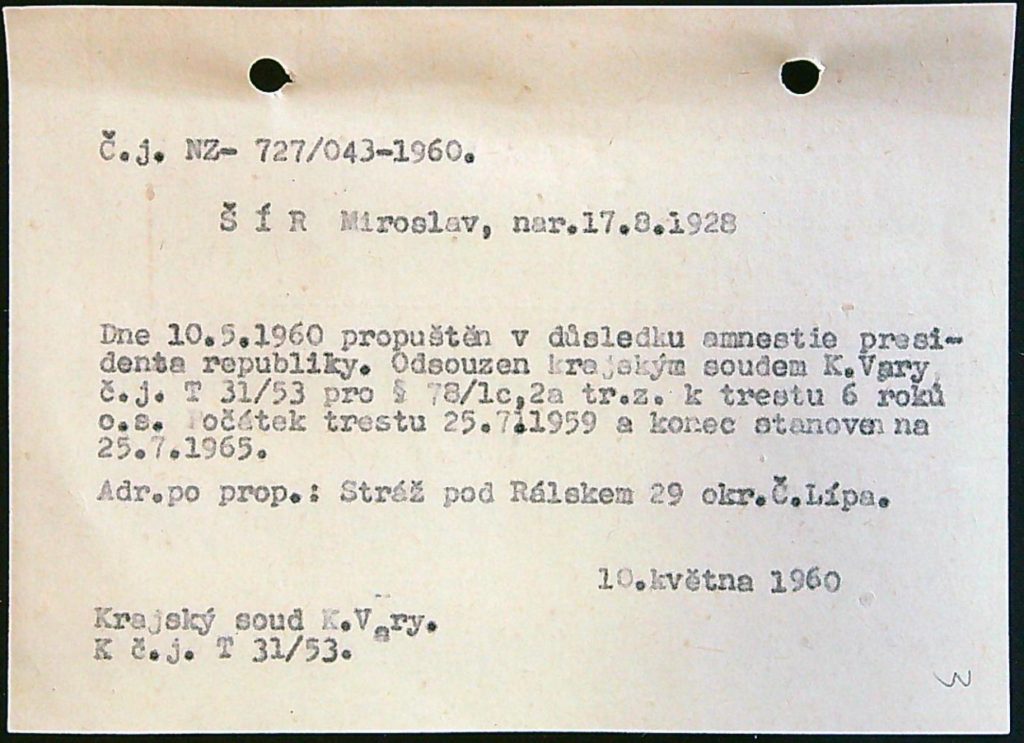 Č.j. NZ- 727/043-1960.
Š Í R Miroslav, nar.17.8.1928
Dne 10.5.1960 propuštěn v důsledku amnestie presi-
denta republiky. Odsouzen krajským soudem K.Vary,
č.j. T 31/53 pro § 78/1c,2a tr.z. k trestu 6 roků
o.s. Počátek trestu 25.7.1959 a konec stanoven na
25.7.1965.
Adr.po prop.: Stráž pod Rálskem 29 okr.Č.Lípa.
10.května 1960
Krajský soud K.Vary.
K č.j. T 31/53.